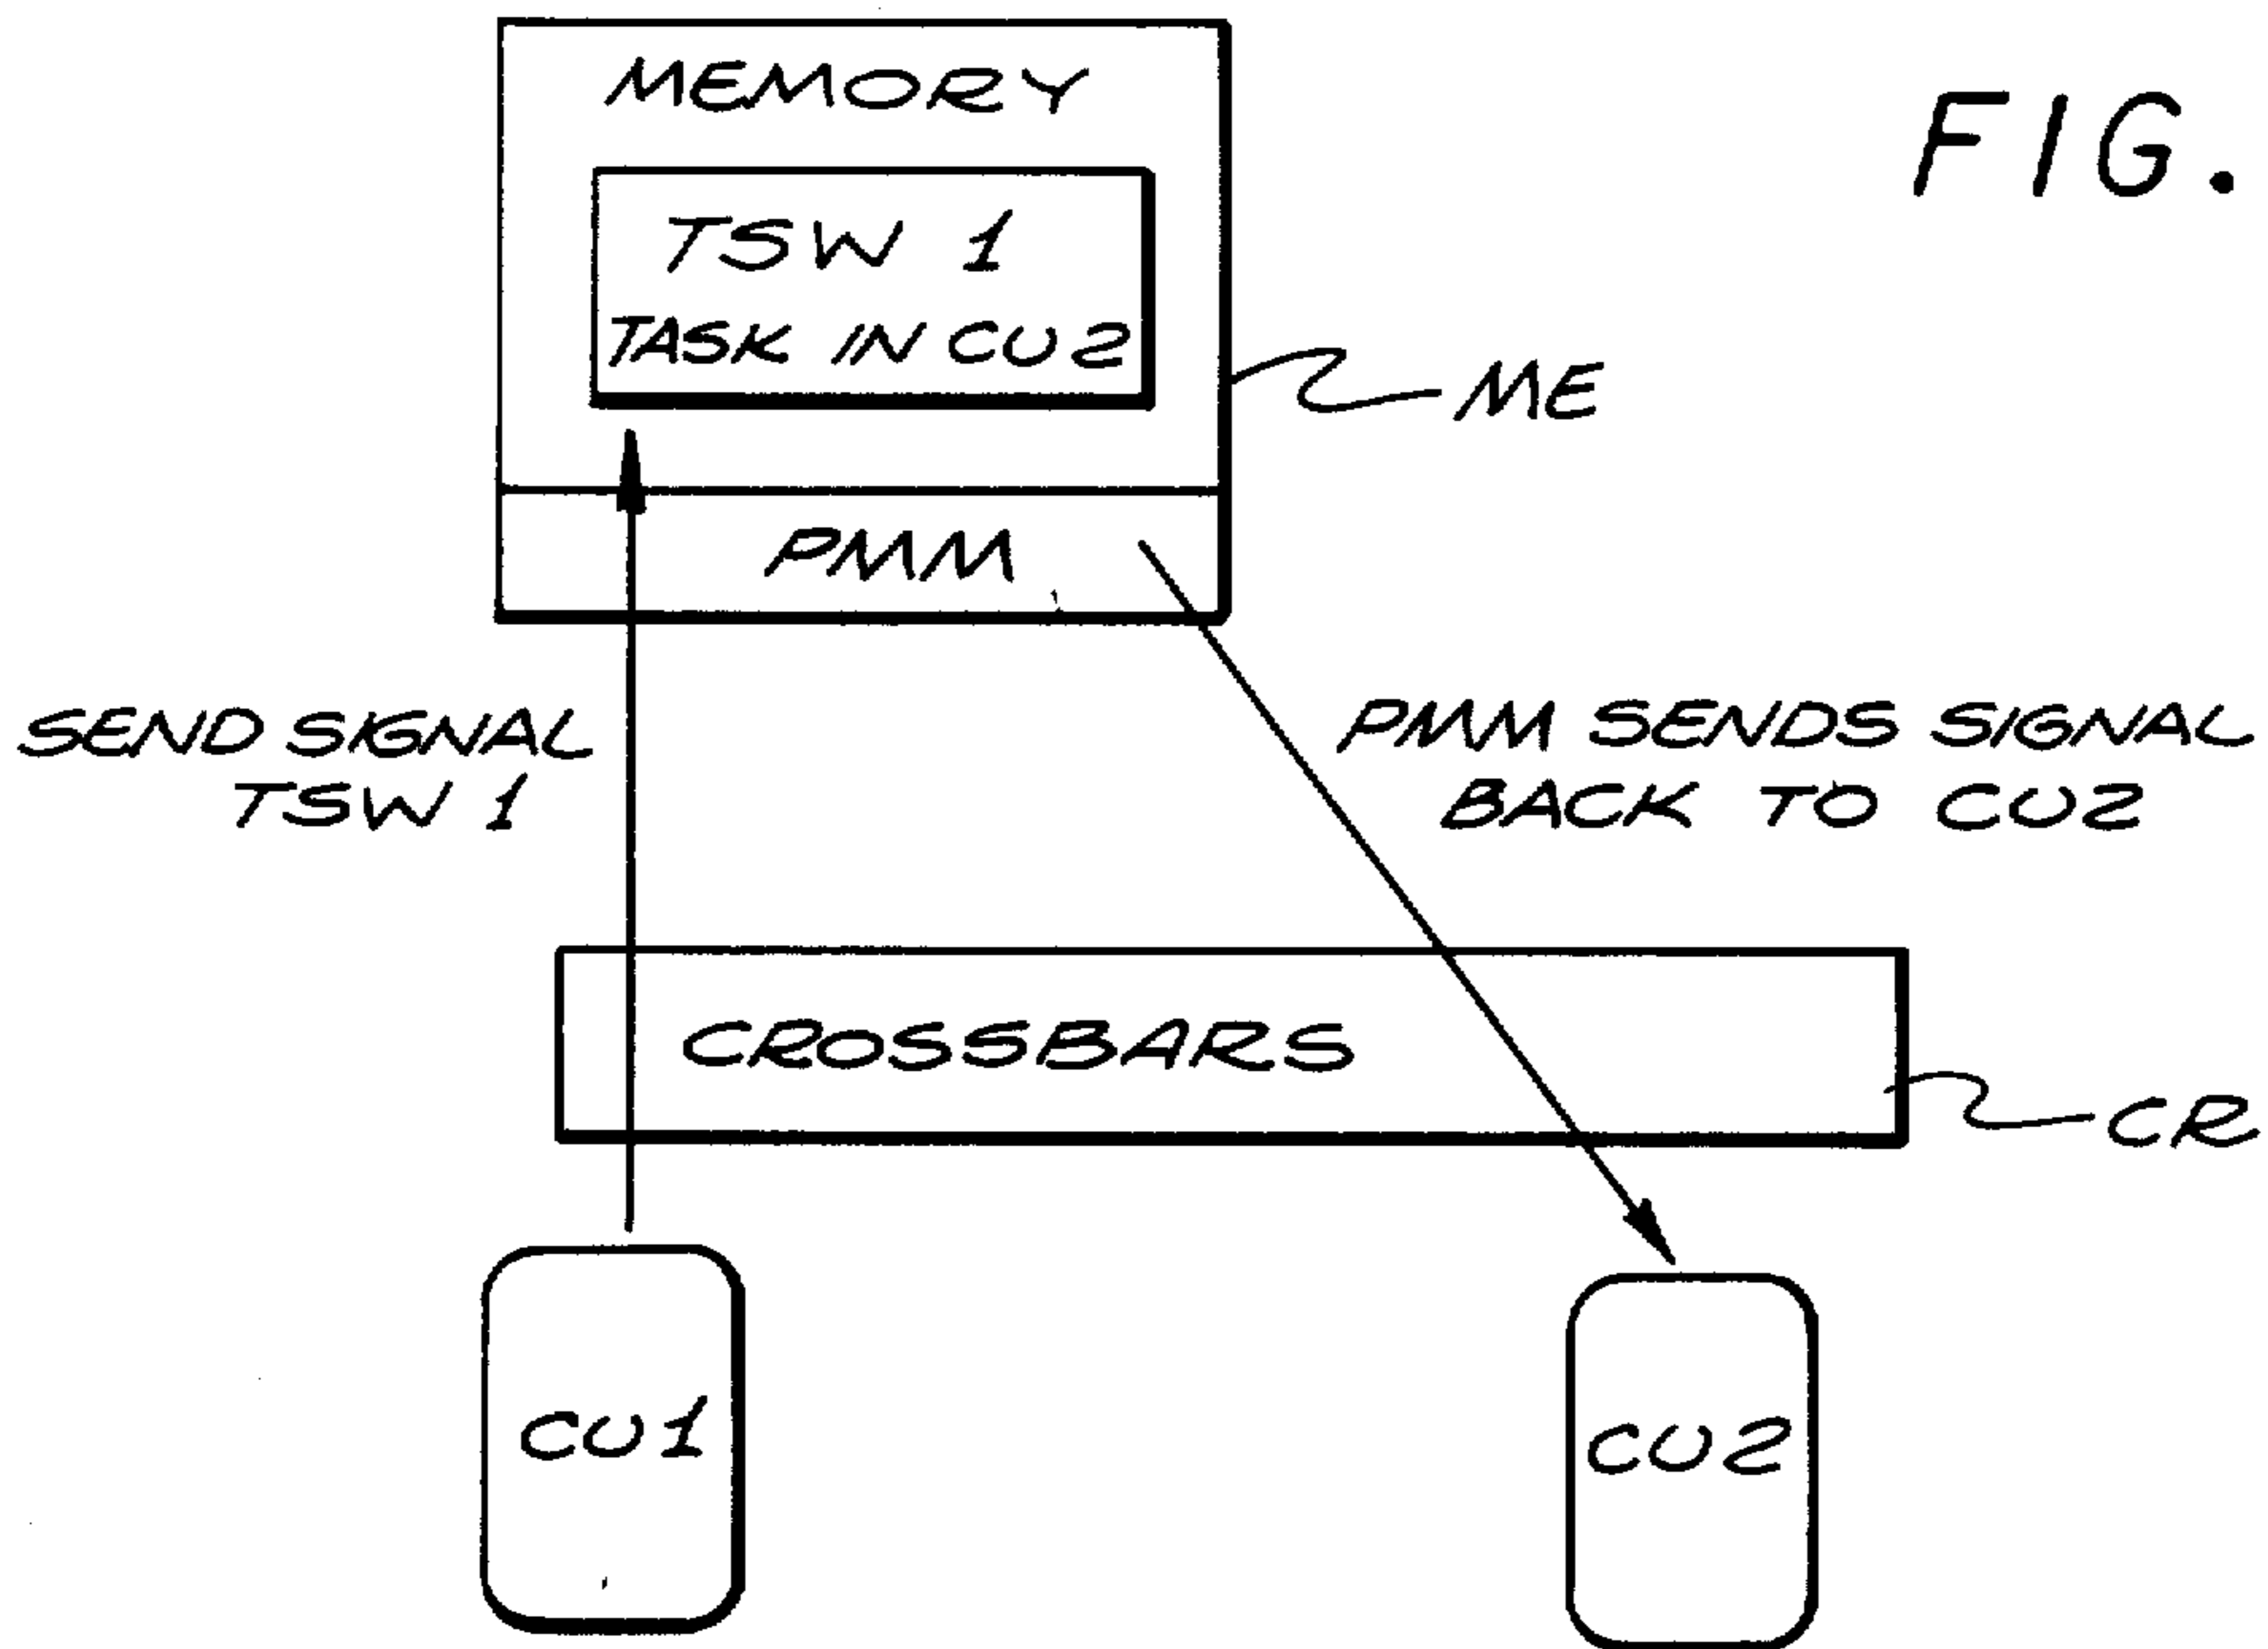 MEMORY
FIG.
TSW 1
TASK IN CU2
ME
PMM
SEND SIGNAL
TSW 1
PMM SENDS SIGNAL
BACK TO CU2
CROSSBARS
CR
CU1
CU2